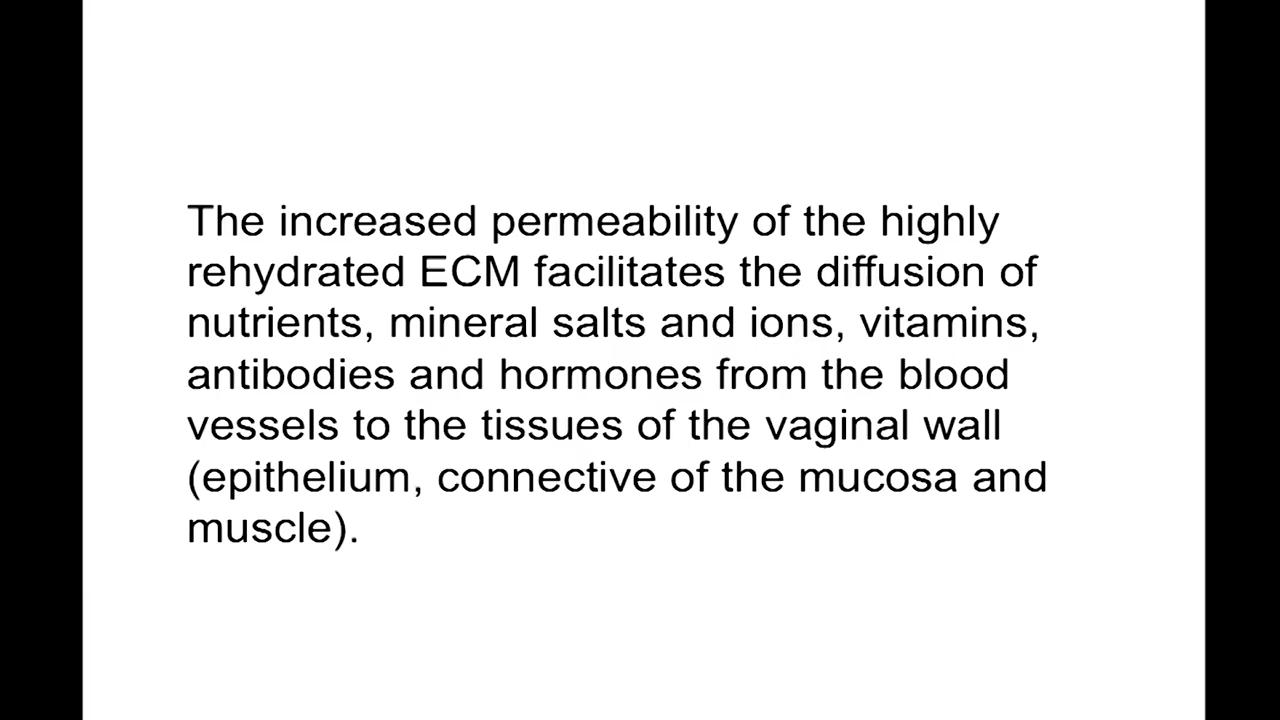 The increased permeability of the highly
rehydrated ECM facilitates the diffusion of
nutrients, mineral salts and ions, vitamins,
antibodies and hormones from the blood
vessels to the tissues of the vaginal wall
(epithelium, connective of the mucosa and
muscle).